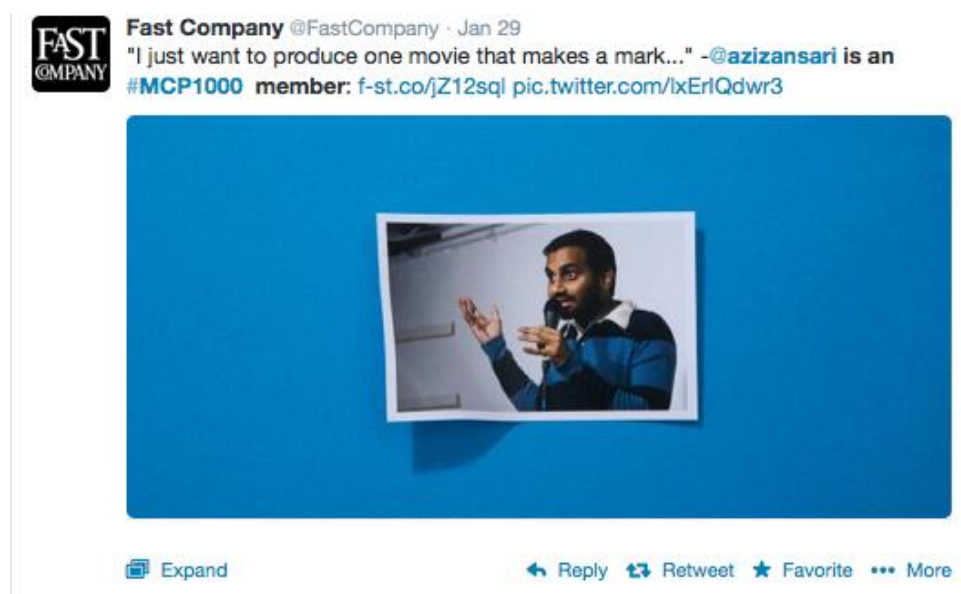 FAST
COMPANY
Fast Company @FastCompany · Jan 29
"I just want to produce one movie that makes a mark..." -@azizansari is an
#MCP1000 member: f-st.co/jZ12sql pic.twitter.com/lxErlQdwr3
Expand
Reply Retweet Favorite More